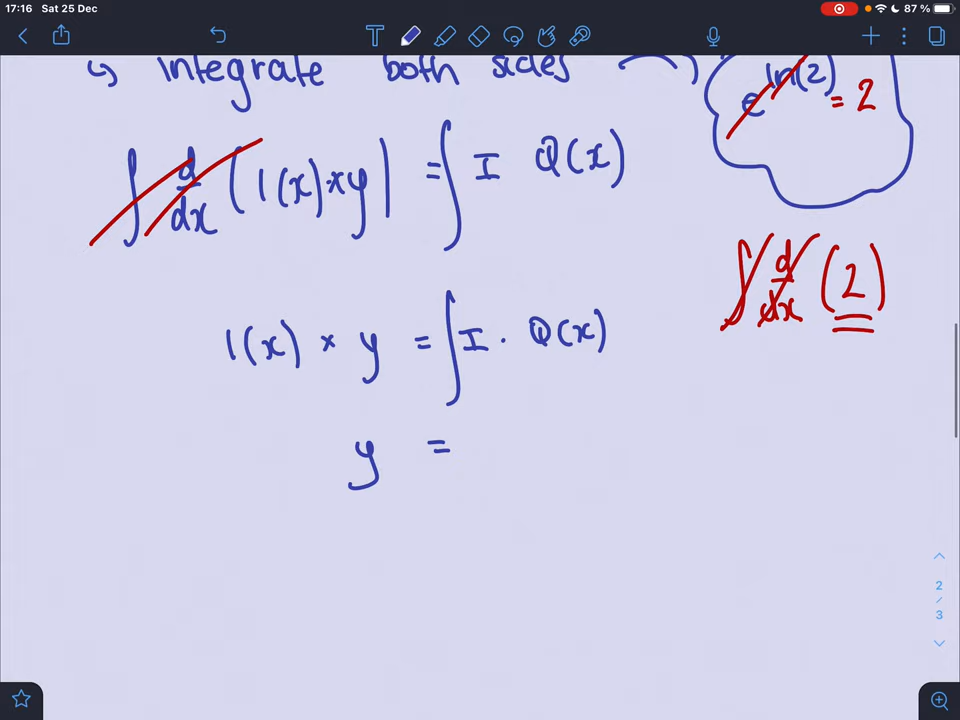 17:16 Sat 25 Dec 87 %
↳ integrate both sides
e^ln(2) = 2
∫ d/dx (I(x) × y) = ∫ I Q(x)
∫ d/dx (2)
I(x) × y = ∫ I · Q(x)
y =
2
/
3